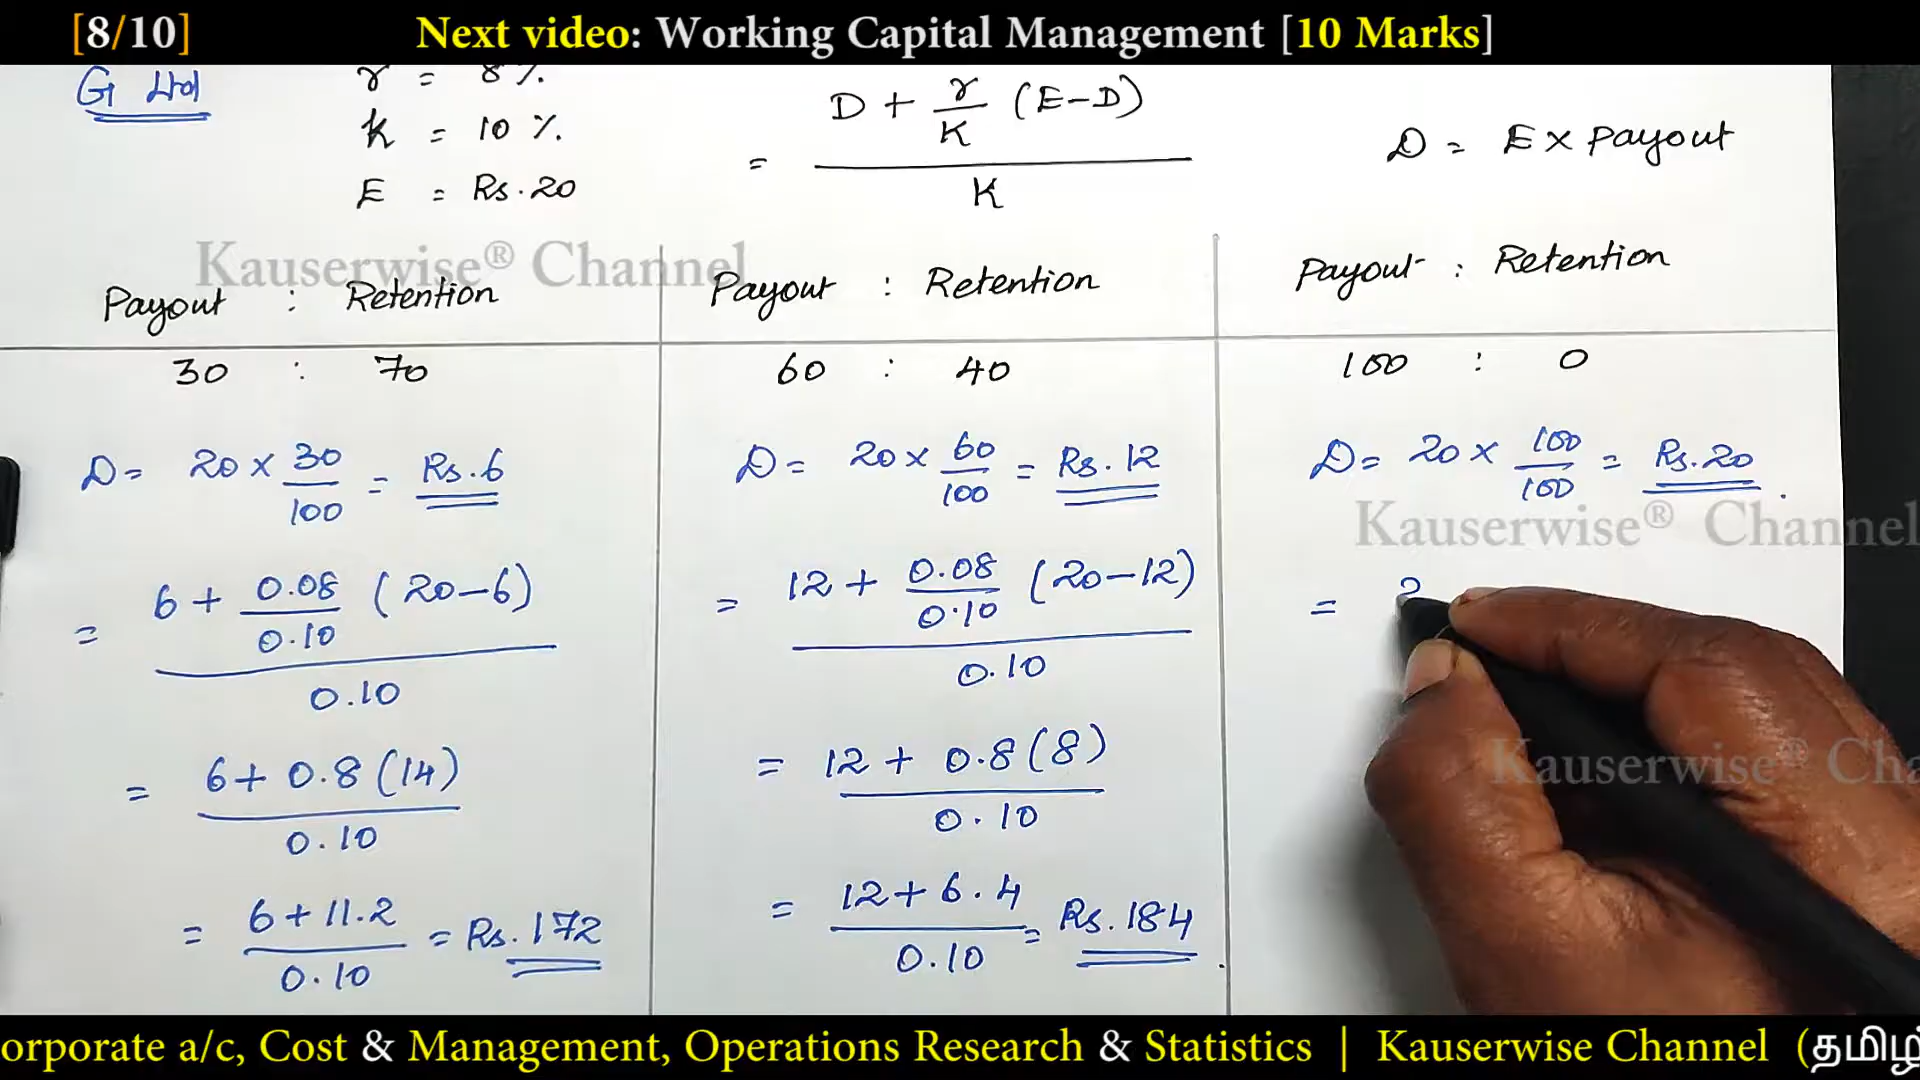 [8/10] Next video: Working Capital Management [10 Marks]
G Ltd
r = 8 %.
K = 10 %.
E = Rs. 20
= D + r/K (E-D) / K
D = E x Payout
Kauserwise® Channel
Payout : Retention
30 : 70
D = 20 x 30/100 = Rs. 6
= 6 + 0.08/0.10 (20-6) / 0.10
= 6 + 0.8 (14) / 0.10
= 6 + 11.2 / 0.10 = Rs. 172
Payout : Retention
60 : 40
D = 20 x 60/100 = Rs. 12
= 12 + 0.08/0.10 (20-12) / 0.10
= 12 + 0.8 (8) / 0.10
= 12 + 6.4 / 0.10 = Rs. 184
Payout : Retention
100 : 0
D = 20 x 100/100 = Rs. 20
Kauserwise® Channel
= 2
Kauserwise® Cha
orporate a/c, Cost & Management, Operations Research & Statistics | Kauserwise Channel (தமிழ்